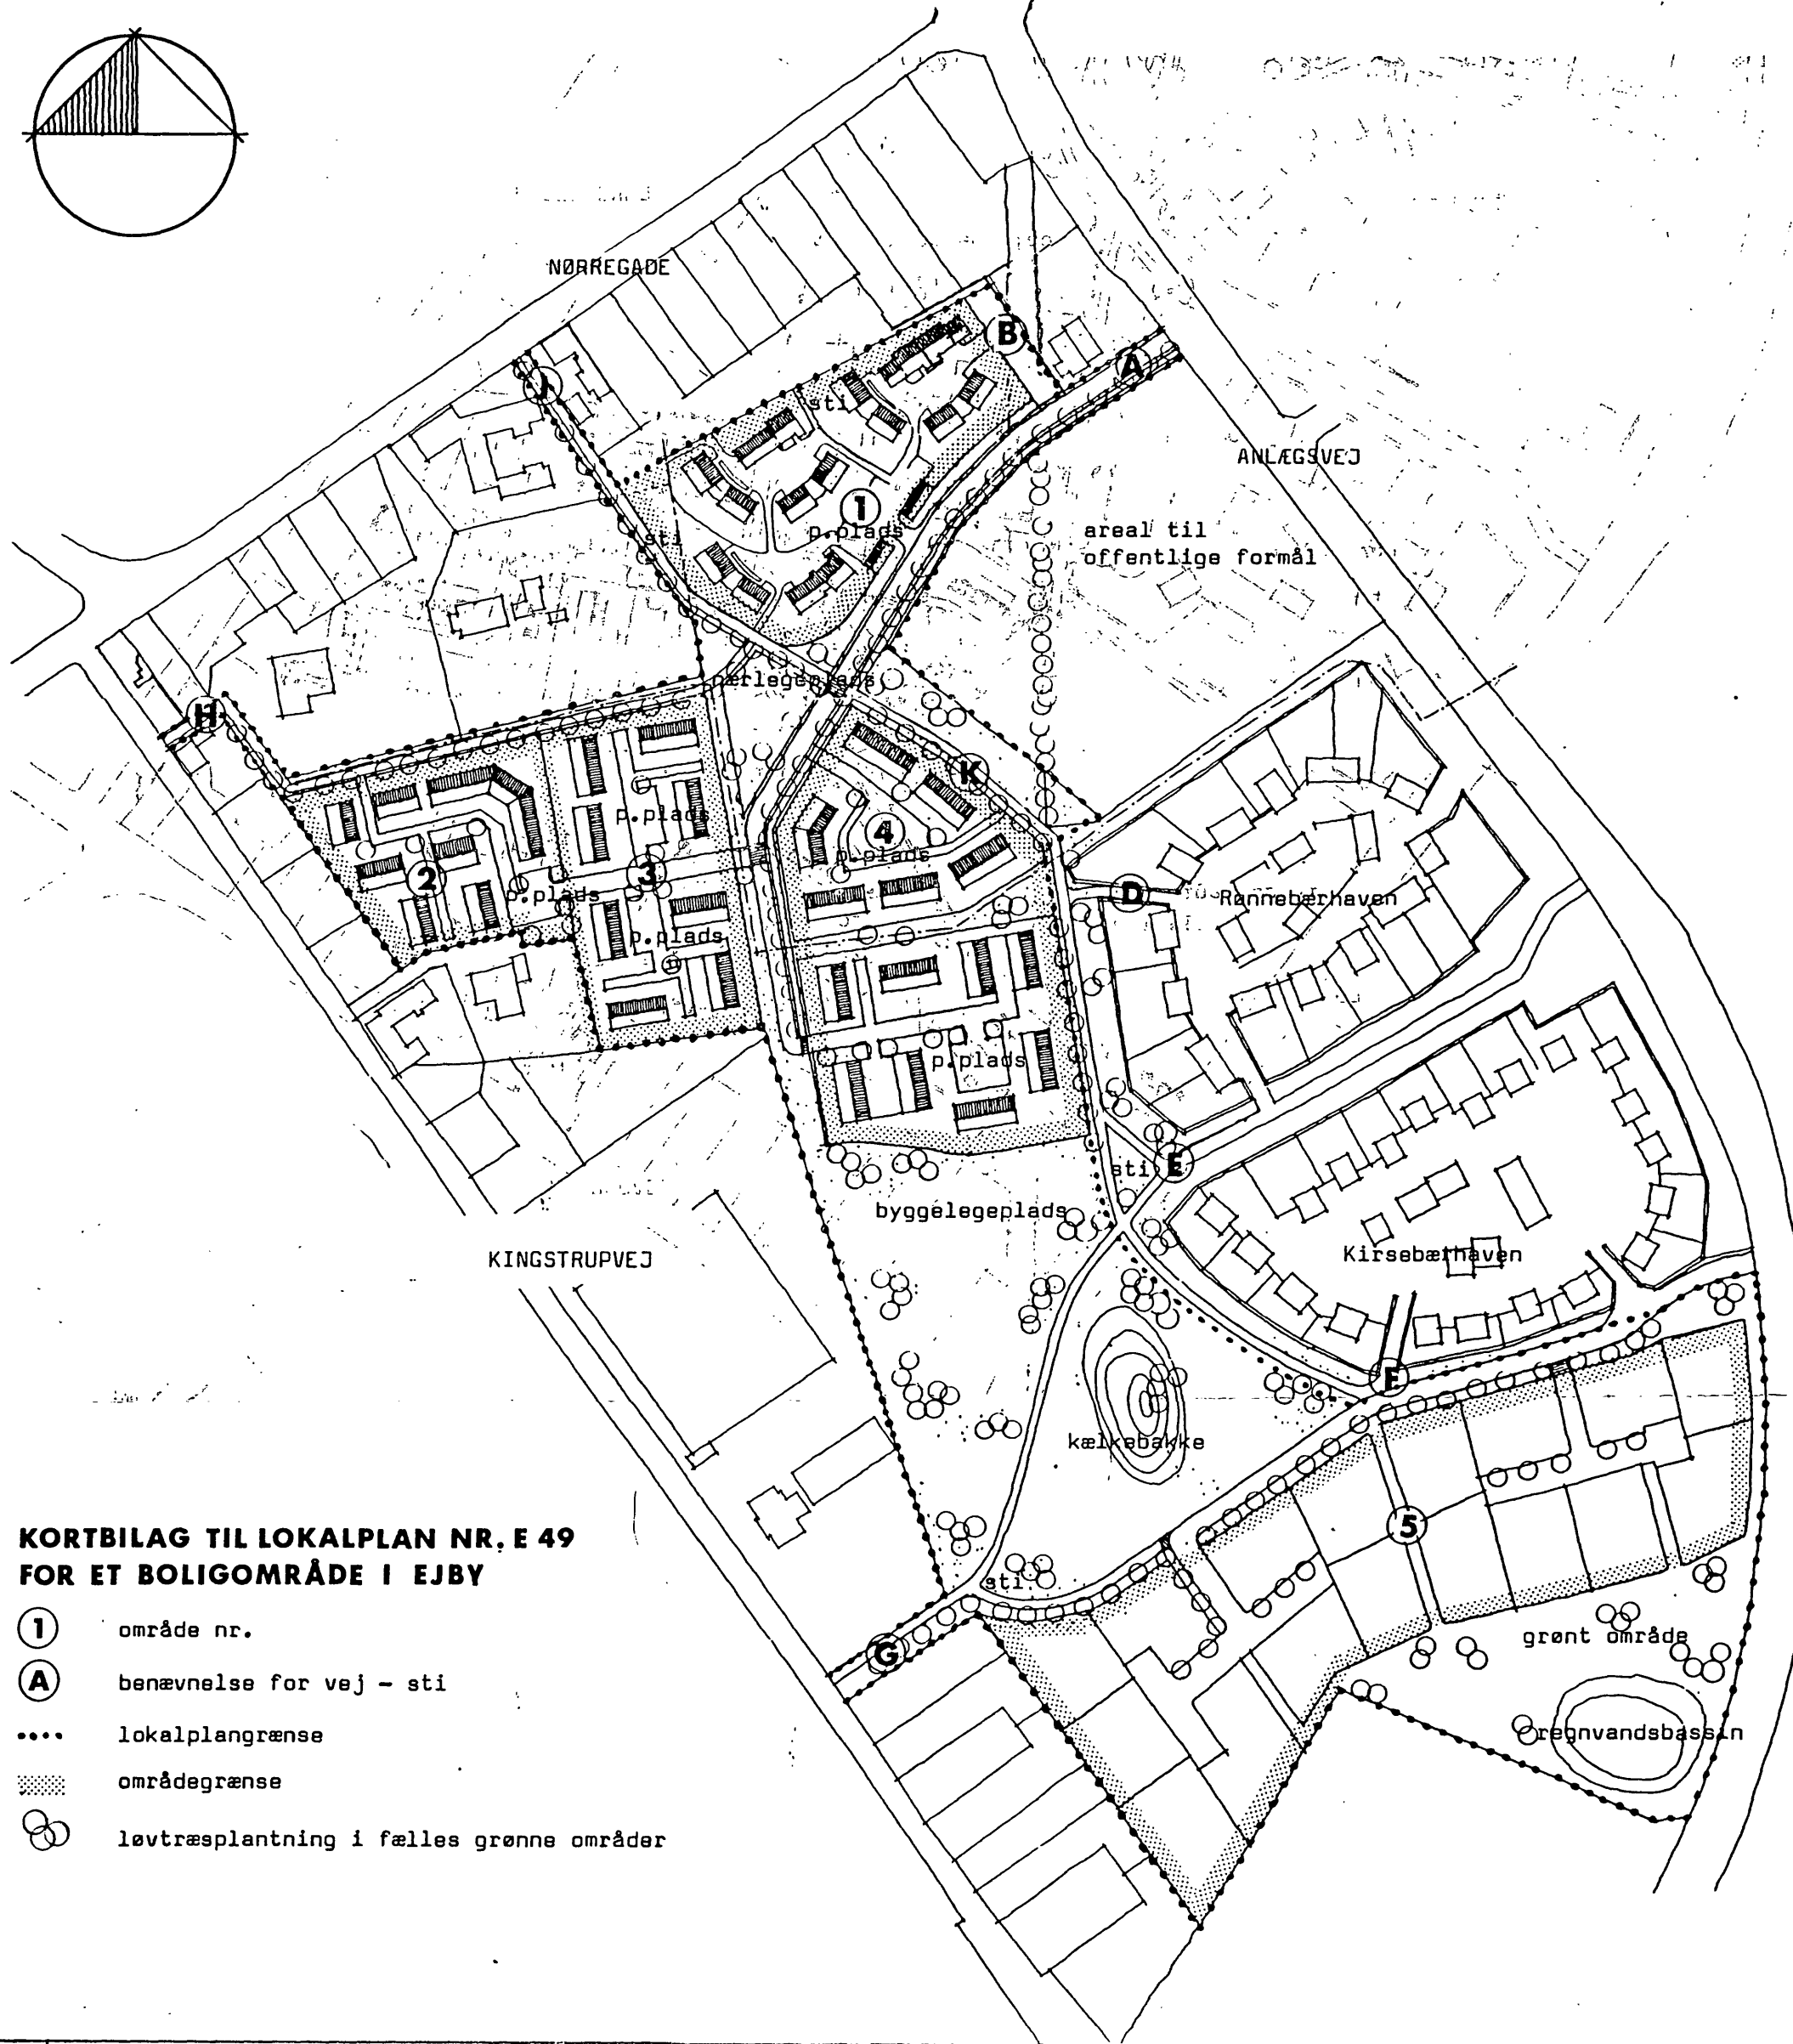 NØRREGADE
B
A
J
sti
ANLÆGSVEJ
1
p.plads
areal til
offentlige formål
sti
nærlegeplads
H
K
p.plads
4
p.plads
2
3
p.plads
D
Rønnebærhaven
p.plads
p.plads
sti
E
byggelegeplads
KINGSTRUPVEJ
Kirsebærhaven
F
kælkebakke
5
sti
G
grønt område
regnvandsbassin
KORTBILAG TIL LOKALPLAN NR. E 49
FOR ET BOLIGOMRÅDE I EJBY
1 område nr.
A benævnelse for vej - sti
lokalplangrænse
områdegrænse
løvtræsplantning i fælles grønne områder